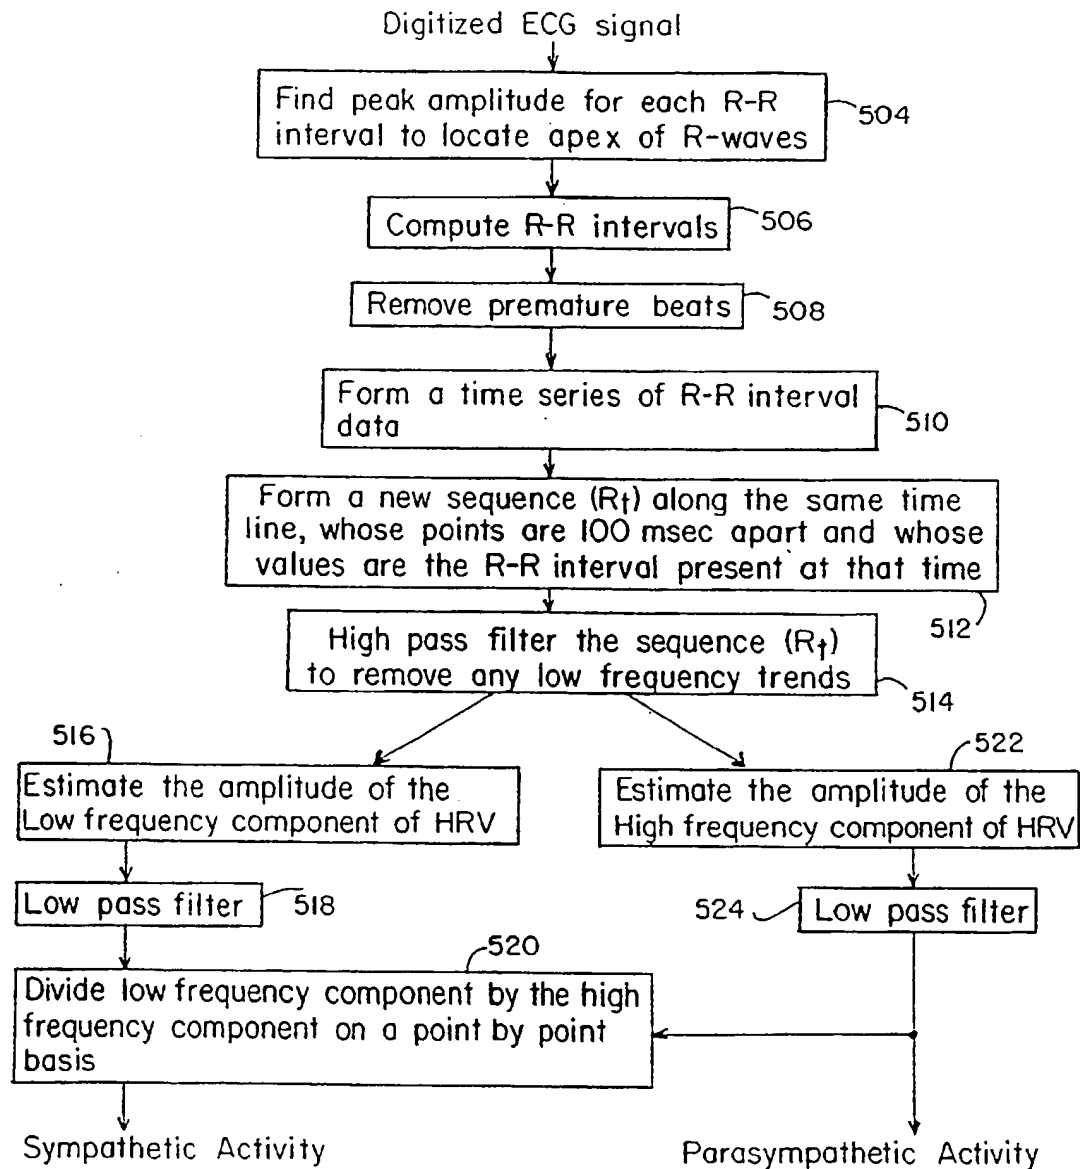 Digitized ECG signal
Find peak amplitude for each R-R
interval to locate apex of R-waves
504
Compute R-R intervals
506
Remove premature beats
508
Form a time series of R-R interval
data
510
Form a new sequence (Rt) along the same time
line, whose points are 100 msec apart and whose
values are the R-R interval present at that time
512
High pass filter the sequence (Rt)
to remove any low frequency trends
514
516
Estimate the amplitude of the
Low frequency component of HRV
522
Estimate the amplitude of the
High frequency component of HRV
Low pass filter
518
524
Low pass filter
520
Divide low frequency component by the high
frequency component on a point by point
basis
Sympathetic Activity
Parasympathetic Activity